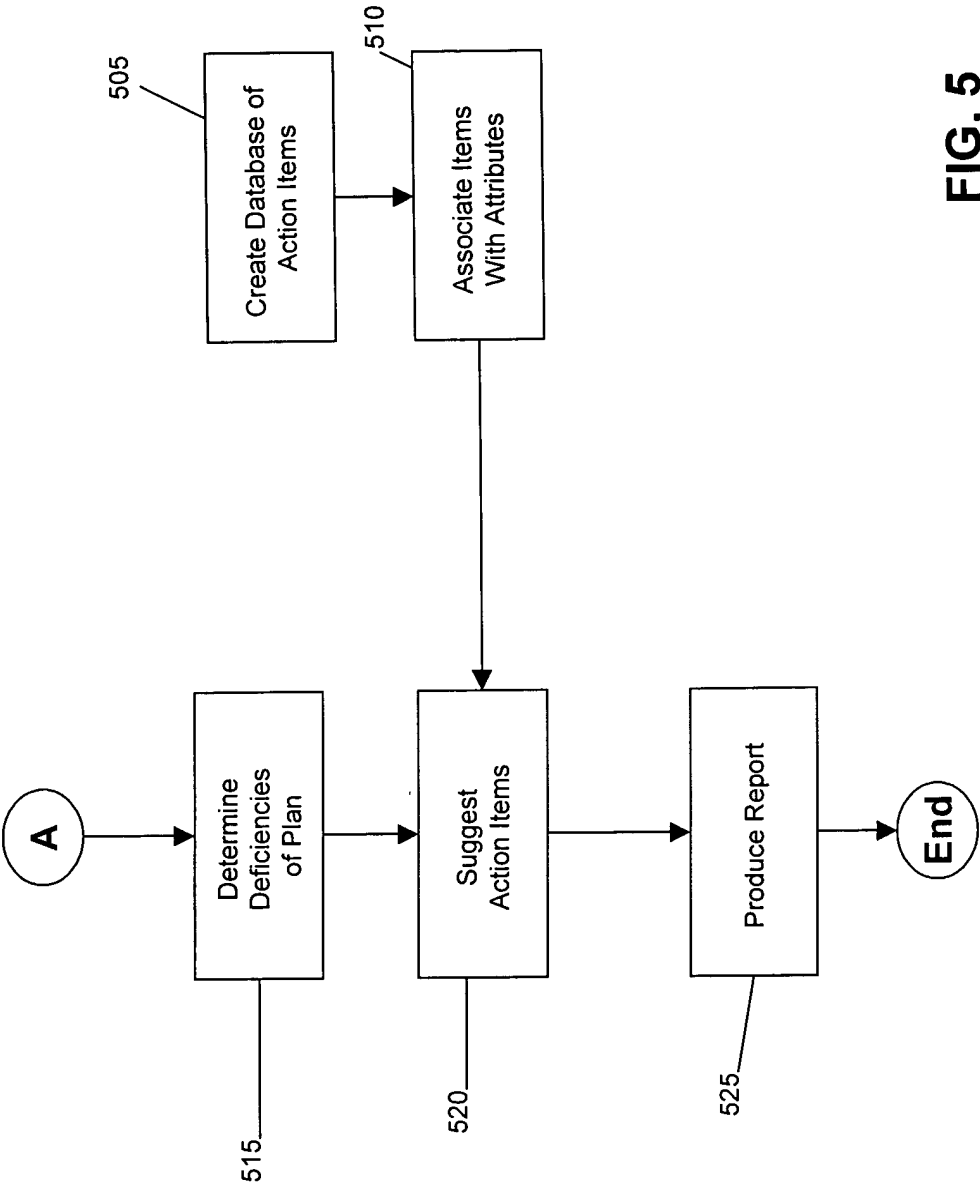 A
515
Determine
Deficiencies
of Plan
520
Suggest
Action Items
525
Produce Report
End
505
Create Database of
Action Items
510
Associate Items
With Attributes
FIG. 5